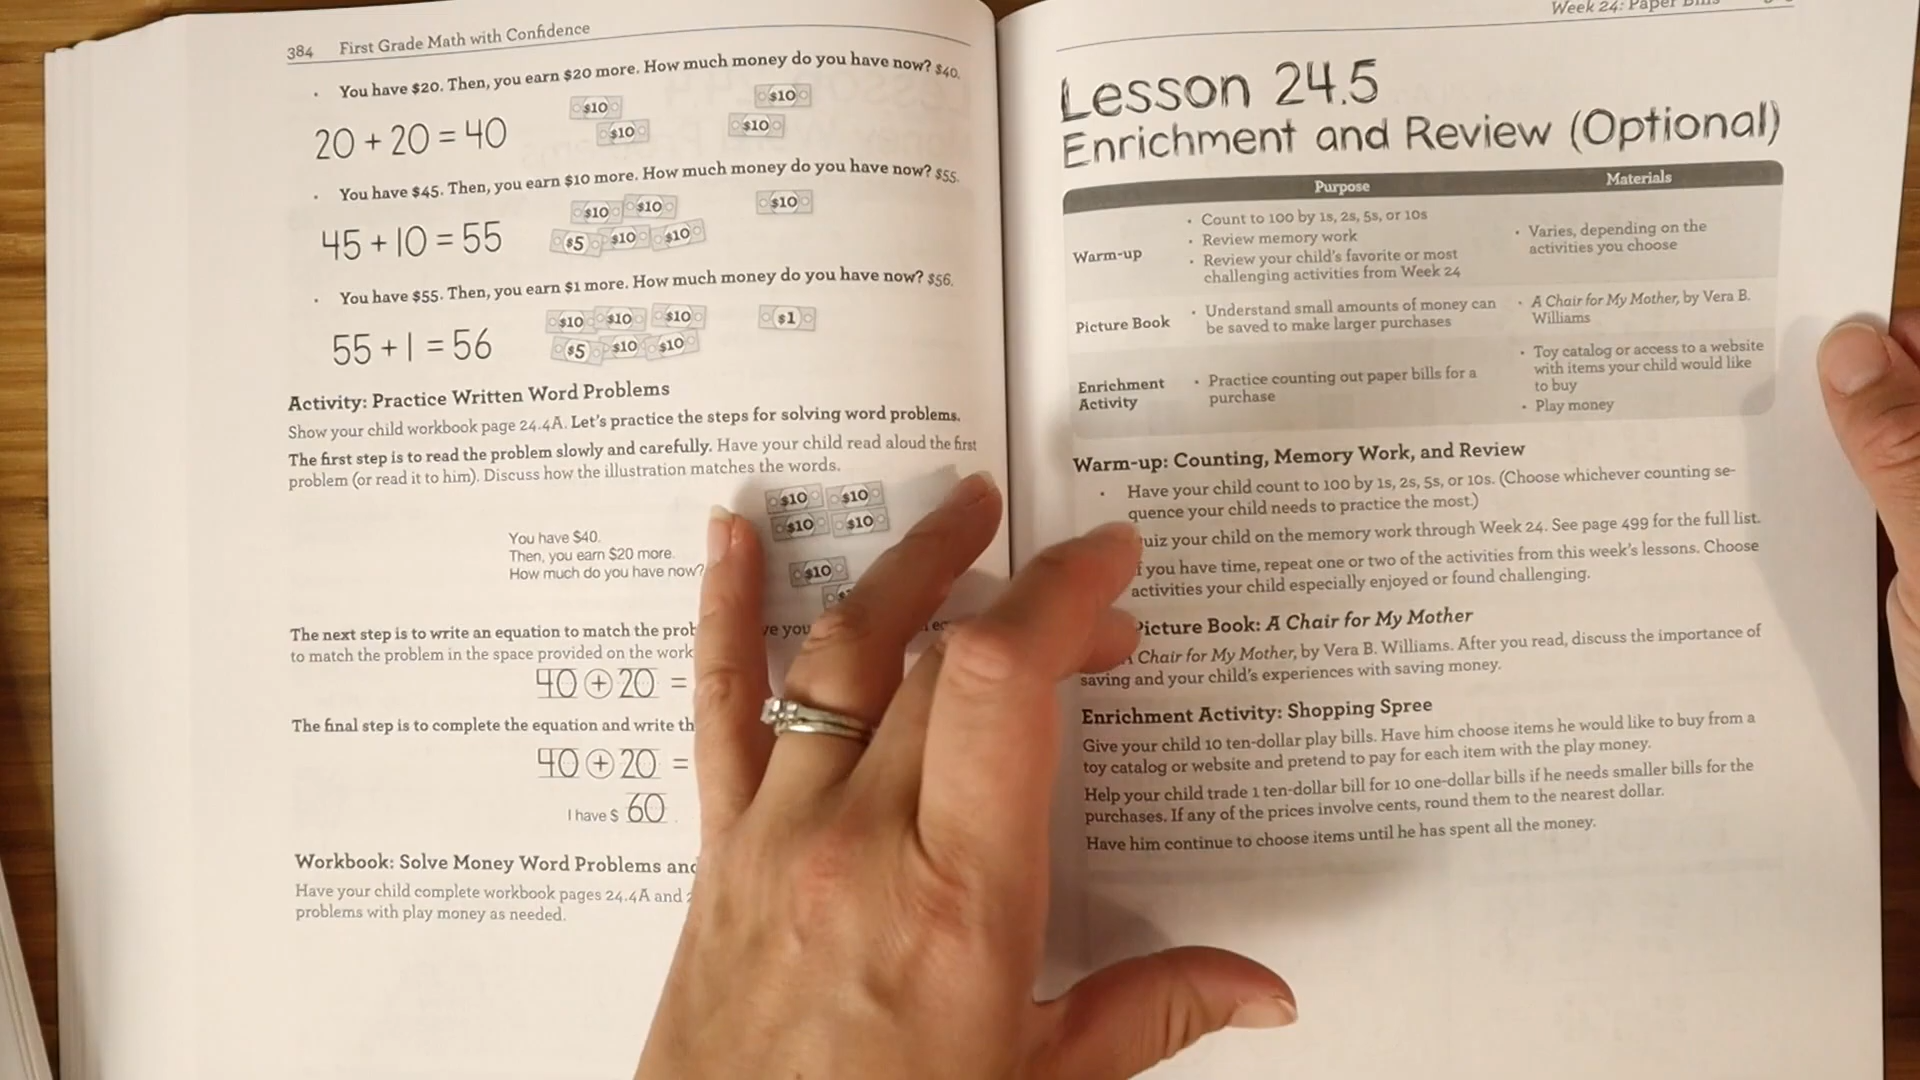 384 First Grade Math with Confidence
• You have $20. Then, you earn $20 more. How much money do you have now? $40.
$10 $10
20 + 20 = 40
$10 $10
• You have $45. Then, you earn $10 more. How much money do you have now? $55.
$10 $10 $10
45 + 10 = 55
$5 $10 $10
• You have $55. Then, you earn $1 more. How much money do you have now? $56.
$10 $10 $10 $1
55 + 1 = 56
$5 $10 $10
Activity: Practice Written Word Problems
Show your child workbook page 24.4A. Let's practice the steps for solving word problems.
The first step is to read the problem slowly and carefully. Have your child read aloud the first
problem (or read it to him). Discuss how the illustration matches the words.
$10 $10
$10 $10
You have $40.
Then, you earn $20 more.
How much do you have now?
$10
The next step is to write an equation to match the
to match the problem in the space provided on the
40 + 20 =
The final step is to complete the equation and write
40 + 20 =
I have $ 60.
Workbook: Solve Money Word Problems and
Have your child complete workbook pages 24.4A and
problems with play money as needed.
Week 24: Paper Bills
Lesson 24.5
Enrichment and Review (Optional)
Purpose Materials
Warm-up
• Count to 100 by 1s, 2s, 5s, or 10s
• Review memory work
• Review your child's favorite or most
challenging activities from Week 24
• Varies, depending on the
activities you choose
Picture Book
• Understand small amounts of money can
be saved to make larger purchases
• A Chair for My Mother, by Vera B.
Williams
Enrichment
Activity
• Practice counting out paper bills for a
purchase
• Toy catalog or access to a website
with items your child would like
to buy
• Play money
Warm-up: Counting, Memory Work, and Review
• Have your child count to 100 by 1s, 2s, 5s, or 10s. (Choose whichever counting se-
quence your child needs to practice the most.)
your child on the memory work through Week 24. See page 499 for the full list.
you have time, repeat one or two of the activities from this week's lessons. Choose
activities your child especially enjoyed or found challenging.
Picture Book: A Chair for My Mother
Chair for My Mother, by Vera B. Williams. After you read, discuss the importance of
saving and your child's experiences with saving money.
Enrichment Activity: Shopping Spree
Give your child 10 ten-dollar play bills. Have him choose items he would like to buy from a
toy catalog or website and pretend to pay for each item with the play money.
Help your child trade 1 ten-dollar bill for 10 one-dollar bills if he needs smaller bills for the
purchases. If any of the prices involve cents, round them to the nearest dollar.
Have him continue to choose items until he has spent all the money.